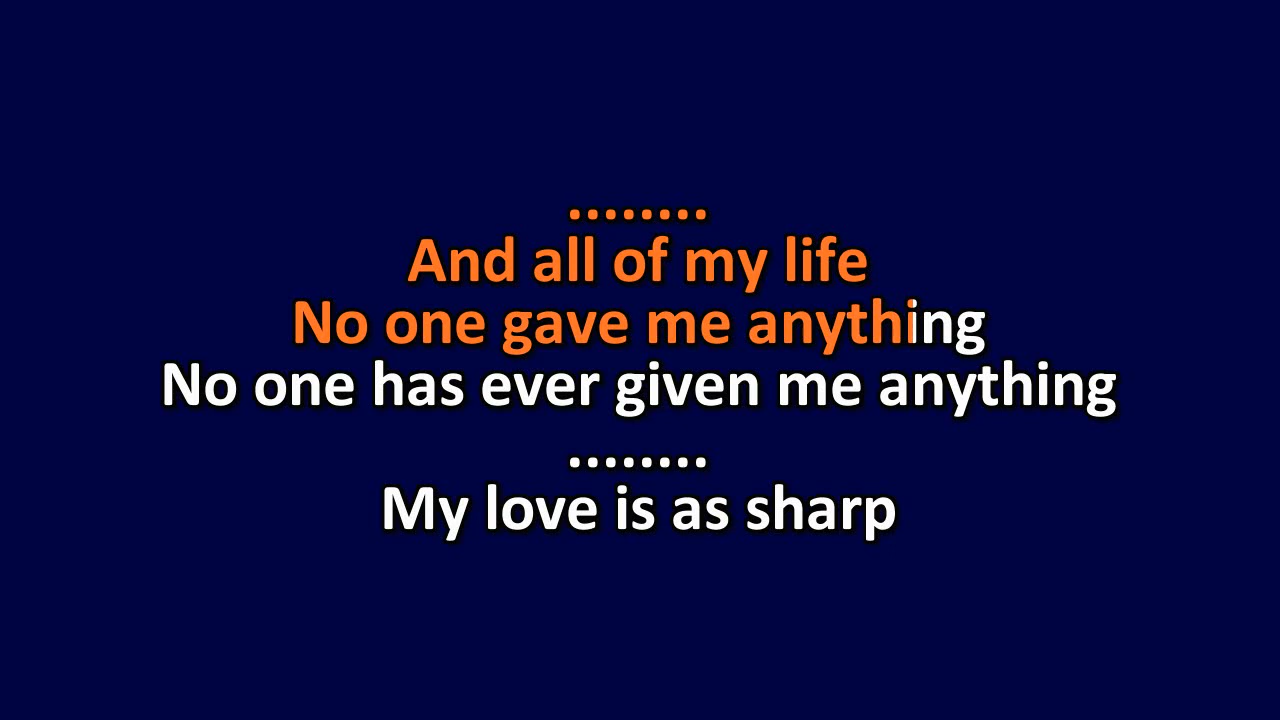 ........
And all of my life
No one gave me anything
No one has ever given me anything
........
My love is as sharp